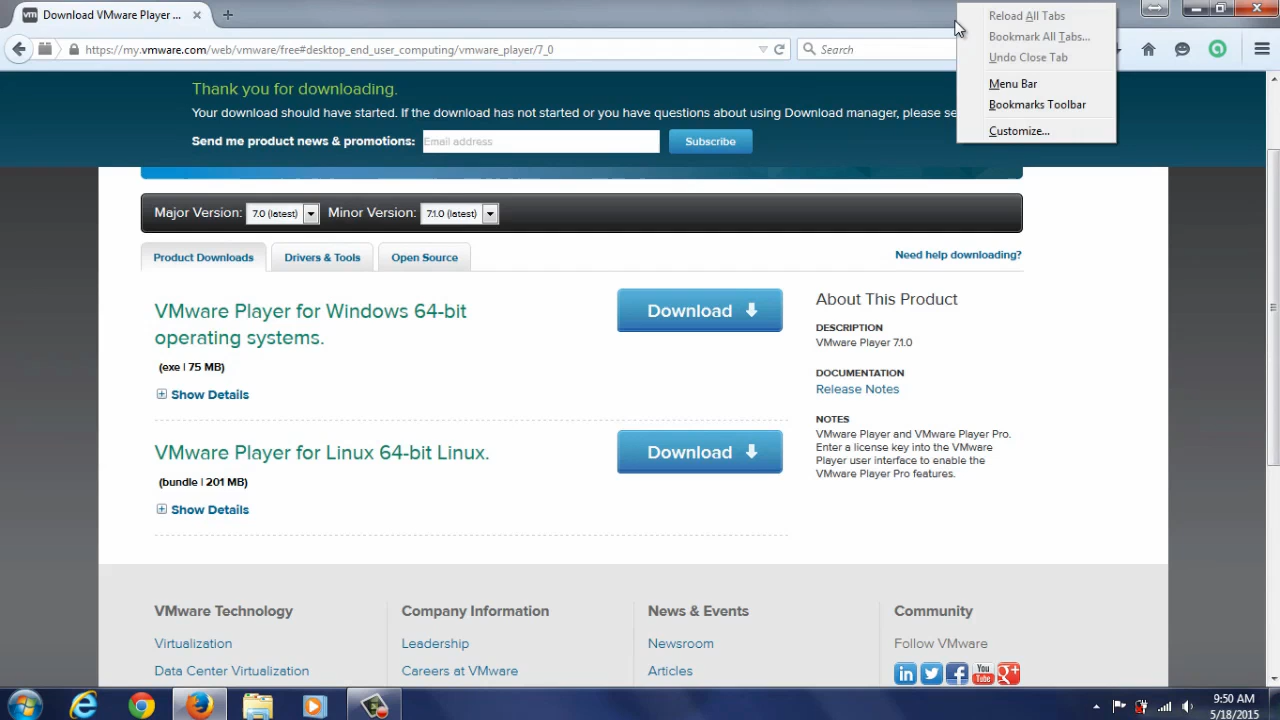 Download VMware Player ...
Reload All Tabs
Bookmark All Tabs...
Undo Close Tab
Menu Bar
Bookmarks Toolbar
Customize...
https://my.vmware.com/web/vmware/free#desktop_end_user_computing/vmware_player/7_0
Search
Thank you for downloading.
Your download should have started. If the download has not started or you have questions about using Download manager, please se
Send me product news & promotions:
Email address
Subscribe
Major Version: 7.0 (latest) Minor Version: 7.1.0 (latest)
Product Downloads
Drivers & Tools
Open Source
Need help downloading?
VMware Player for Windows 64-bit
operating systems.
(exe | 75 MB)
Show Details
Download
VMware Player for Linux 64-bit Linux.
(bundle | 201 MB)
Show Details
Download
About This Product
DESCRIPTION
VMware Player 7.1.0
DOCUMENTATION
Release Notes
NOTES
VMware Player and VMware Player Pro.
Enter a license key into the VMware
Player user interface to enable the
VMware Player Pro features.
VMware Technology
Virtualization
Data Center Virtualization
Company Information
Leadership
Careers at VMware
News & Events
Newsroom
Articles
Community
Follow VMware
in
You
Tube
g+
9:50 AM
5/18/2015